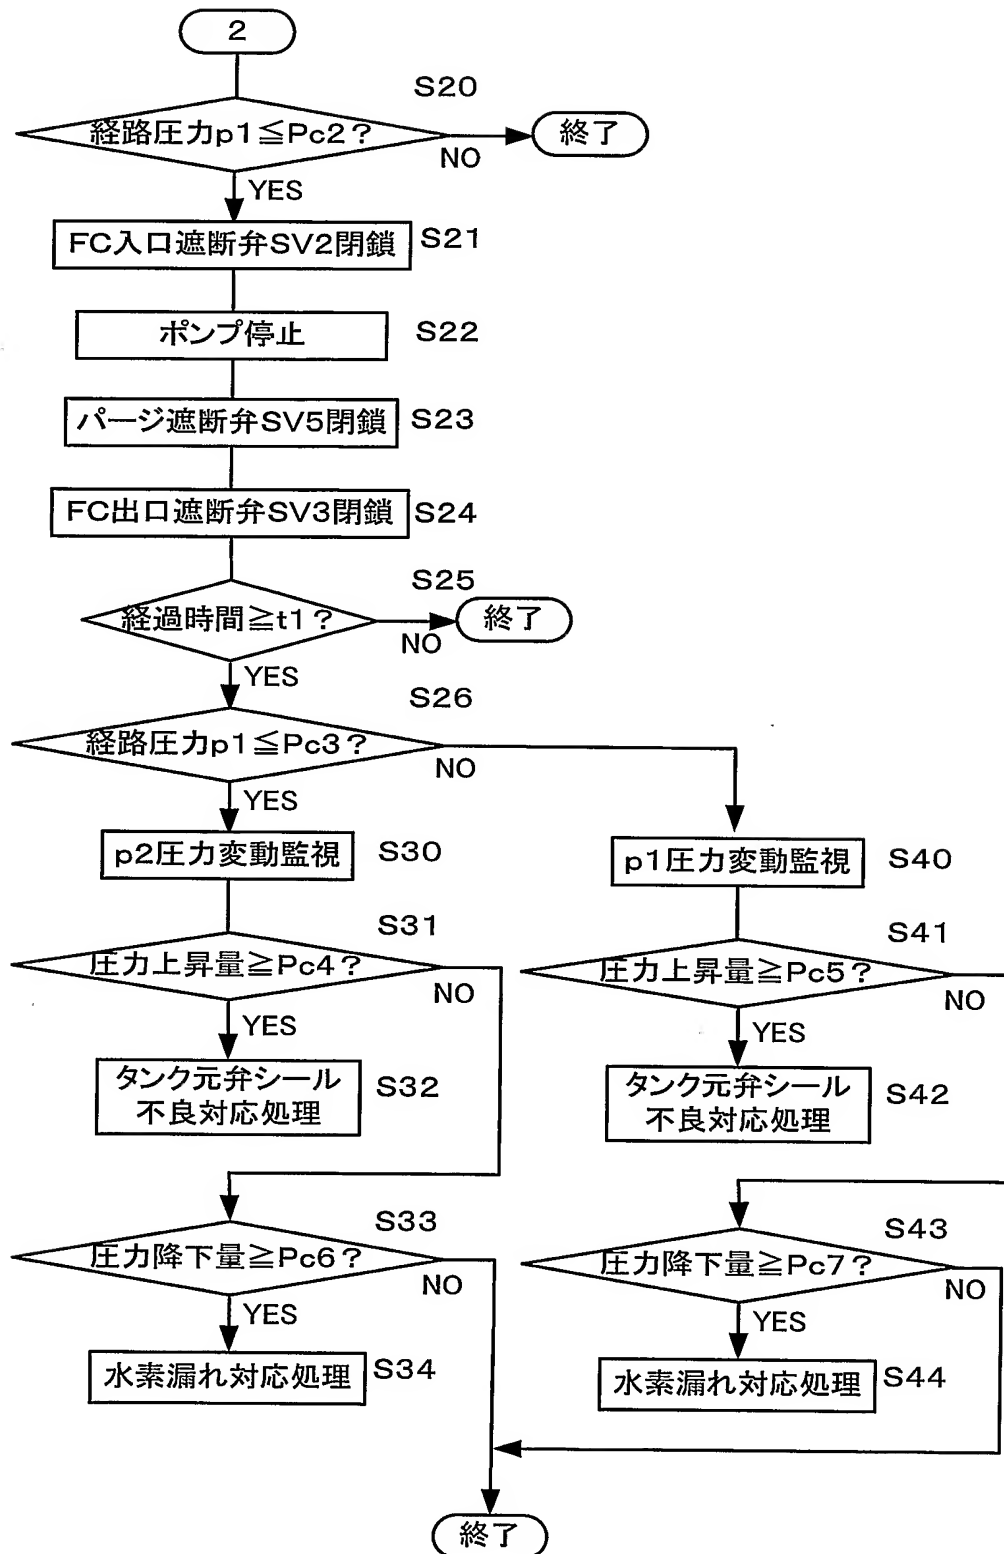 2
S20
経路圧力p1≦Pc2?
終了
NO
YES
FC入口遮断弁SV2閉鎖
S21
ポンプ停止
S22
パージ遮断弁SV5閉鎖
S23
FC出口遮断弁SV3閉鎖
S24
S25
経過時間≧t1?
終了
NO
YES
S26
経路圧力p1≦Pc3?
NO
YES
p2圧力変動監視
S30
p1圧力変動監視
S40
S31
圧力上昇量≧Pc4?
NO
YES
S41
圧力上昇量≧Pc5?
NO
YES
タンク元弁シール
不良対応処理
S32
タンク元弁シール
不良対応処理
S42
S33
圧力降下量≧Pc6?
NO
YES
S43
圧力降下量≧Pc7?
NO
YES
水素漏れ対応処理
S34
水素漏れ対応処理
S44
終了